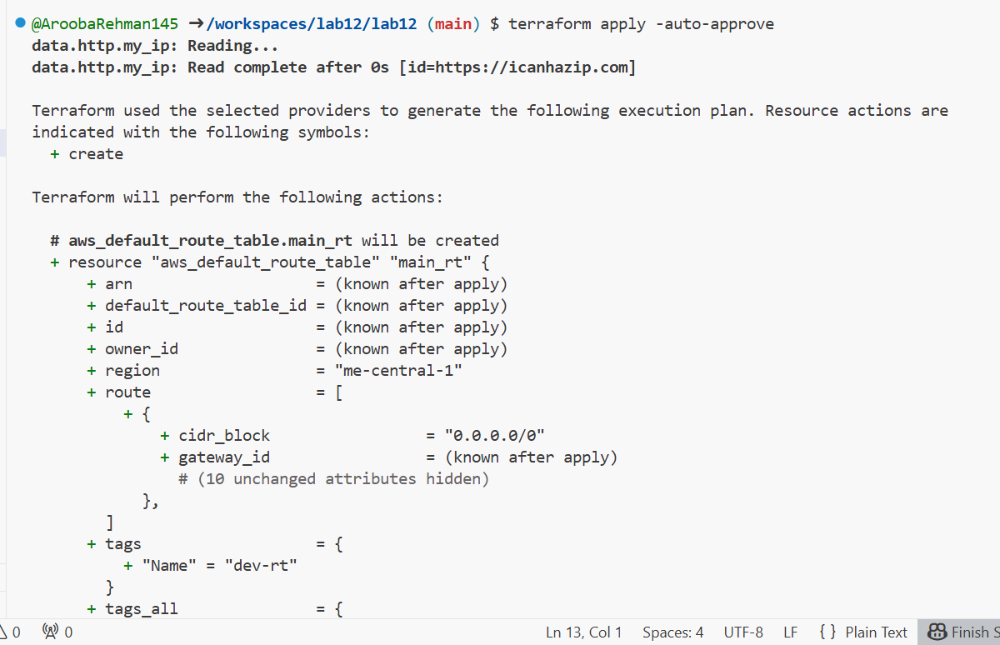 @AroobaRehman145 →/workspaces/lab12/lab12 (main) $ terraform apply -auto-approve
data.http.my_ip: Reading...
data.http.my_ip: Read complete after 0s [id=https://icanhazip.com]
Terraform used the selected providers to generate the following execution plan. Resource actions are
indicated with the following symbols:
  + create
Terraform will perform the following actions:
  # aws_default_route_table.main_rt will be created
  + resource "aws_default_route_table" "main_rt" {
      + arn                    = (known after apply)
      + default_route_table_id = (known after apply)
      + id                     = (known after apply)
      + owner_id               = (known after apply)
      + region                 = "me-central-1"
      + route                  = [
          + {
              + cidr_block                 = "0.0.0.0/0"
              + gateway_id                 = (known after apply)
                # (10 unchanged attributes hidden)
            },
        ]
      + tags                   = {
          + "Name" = "dev-rt"
        }
      + tags_all               = {
0 0 Ln 13, Col 1 Spaces: 4 UTF-8 LF {} Plain Text Finish S